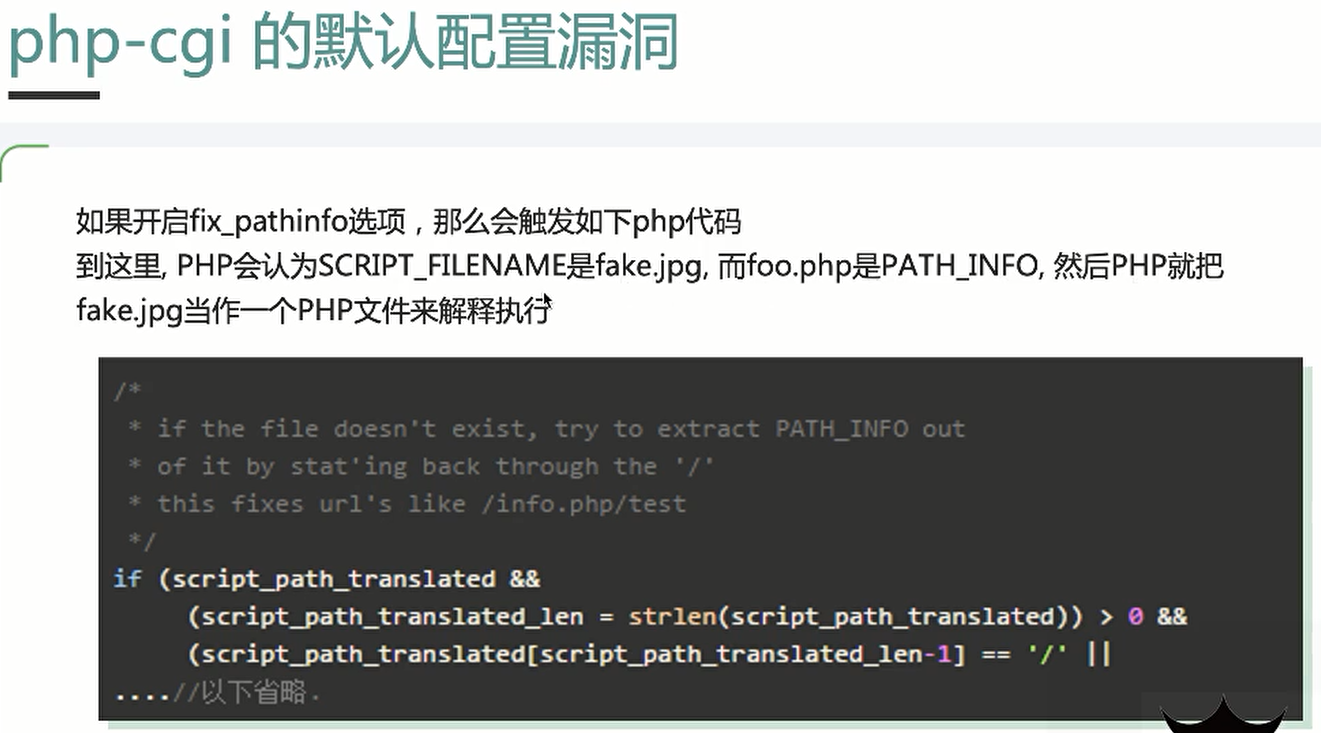 php-cgi 的默认配置漏洞
如果开启fix_pathinfo选项，那么会触发如下php代码
到这里, PHP会认为SCRIPT_FILENAME是fake.jpg, 而foo.php是PATH_INFO, 然后PHP就把
fake.jpg当作一个PHP文件来解释执行
/*
 * if the file doesn't exist, try to extract PATH_INFO out
 * of it by stat'ing back through the '/'
 * this fixes url's like /info.php/test
 */
if (script_path_translated &&
     (script_path_translated_len = strlen(script_path_translated)) > 0 &&
     (script_path_translated[script_path_translated_len-1] == '/' ||
....//以下省略.